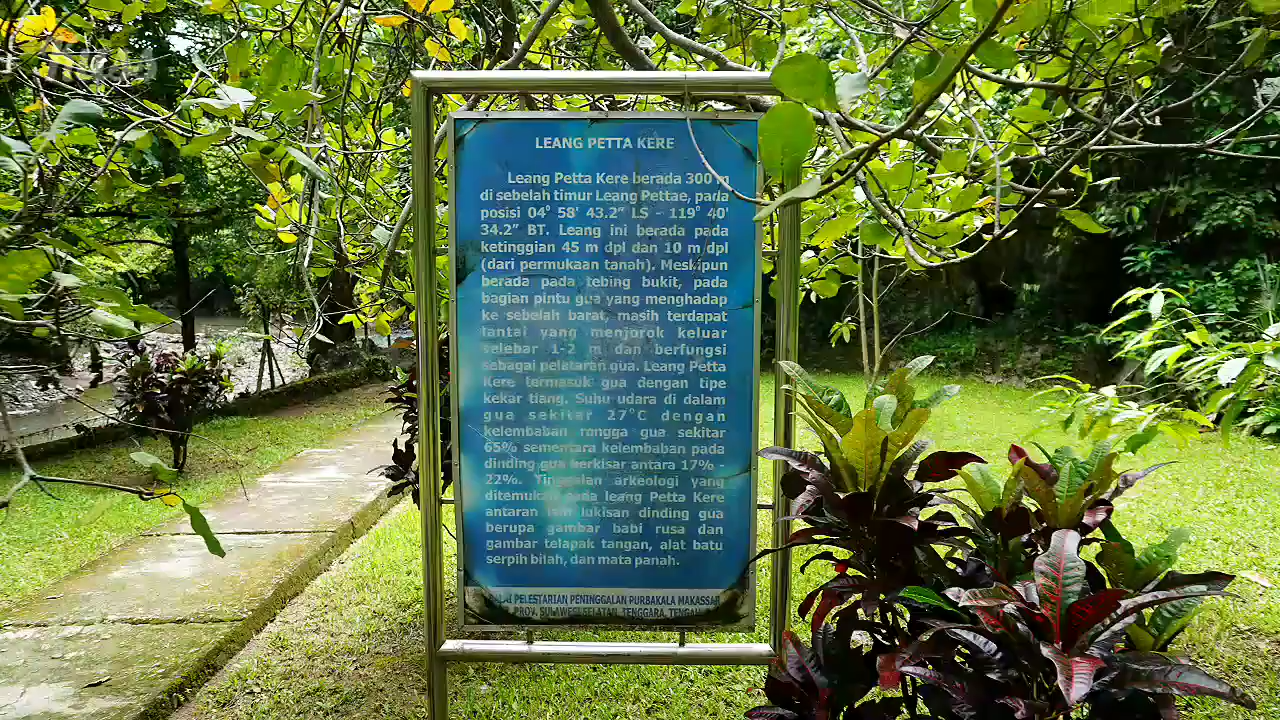 LEANG PETTA KERE
Leang Petta Kere berada 300 m
di sebelah timur Leang Pettae, pada
posisi 04° 58' 43.2" LS - 119° 40'
34.2" BT. Leang ini berada pada
ketinggian 45 m dpl dan 10 m dpl
(dari permukaan tanah). Meskipun
berada pada tebing bukit, pada
bagian pintu gua yang menghadap
ke sebelah barat, masih terdapat
lantai yang menjorok keluar
selebar 1-2 m dan berfungsi
sebagai pelataran gua. Leang Petta
Kere termasuk gua dengan tipe
kekar tiang. Suhu udara di dalam
gua sekitar 27°C dengan
kelembaban rongga gua sekitar
65% sementara kelembaban pada
dinding gua berkisar antara 17% -
22%. Tinggalan arkeologi yang
ditemukan pada leang Petta Kere
antaran lain lukisan dinding gua
berupa gambar babi rusa dan
gambar telapak tangan, alat batu
serpih bilah, dan mata panah.
PELESTARIAN PENINGGALAN PURBAKALA MAKASSAR
PROV. SULAWESI SELATAN, TENGGARA, TENGAH